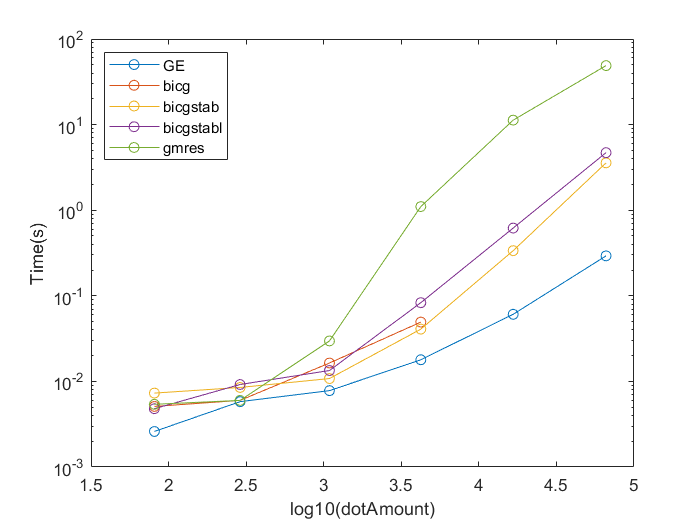 10^2
10^1
10^0
10^-1
10^-2
10^-3
Time(s)
GE
bicg
bicgstab
bicgstabl
gmres
1.5 2 2.5 3 3.5 4 4.5 5
log10(dotAmount)